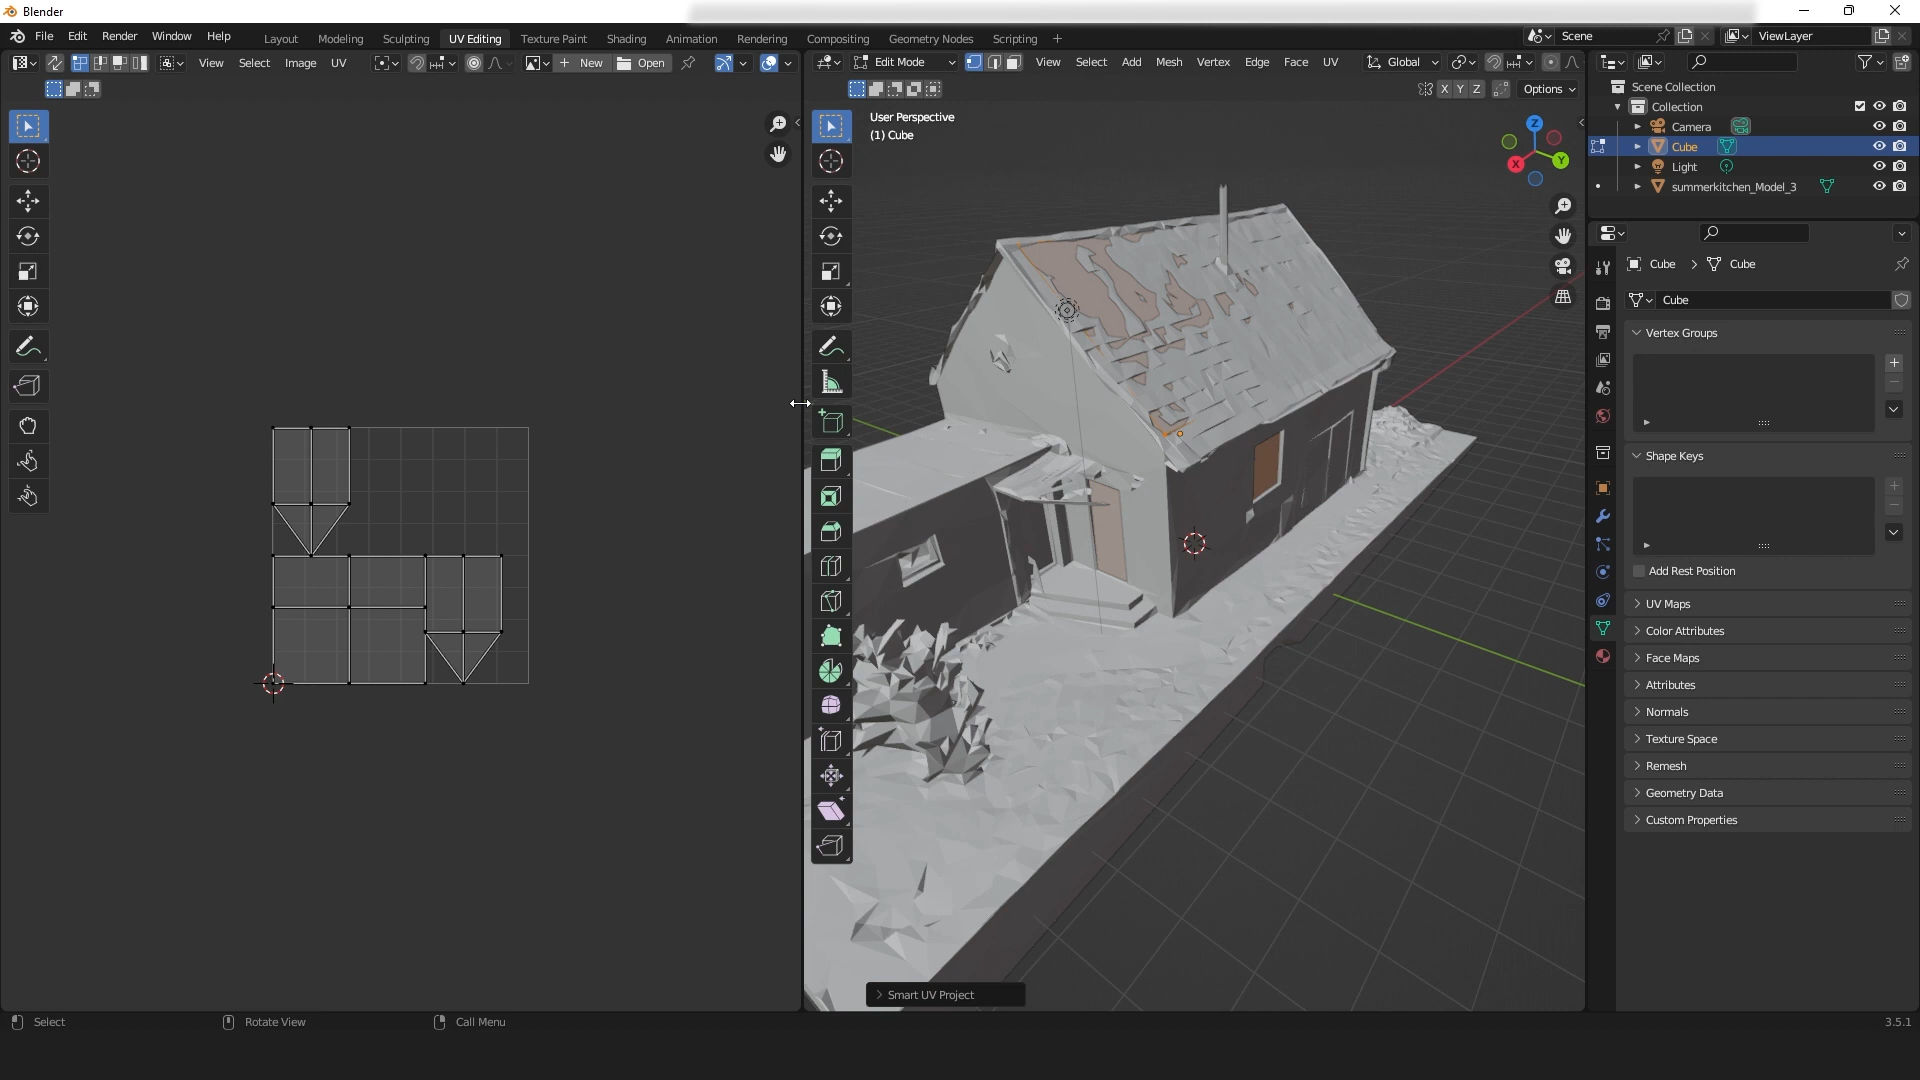 Blender
File Edit Render Window Help
Layout Modeling Sculpting UV Editing Texture Paint Shading Animation Rendering Compositing Geometry Nodes Scripting +
Scene
ViewLayer
View Select Image UV
New
Open
Edit Mode
View Select Add Mesh Vertex Edge Face UV
Global
X Y Z
Options
User Perspective
(1) Cube
Z
X
Y
Scene Collection
Collection
Camera
Cube
Light
summerkitchen_Model_3
Cube > Cube
Cube
Vertex Groups
Shape Keys
Add Rest Position
UV Maps
Color Attributes
Face Maps
Attributes
Normals
Texture Space
Remesh
Geometry Data
Custom Properties
Smart UV Project
Select
Rotate View
Call Menu
3.5.1